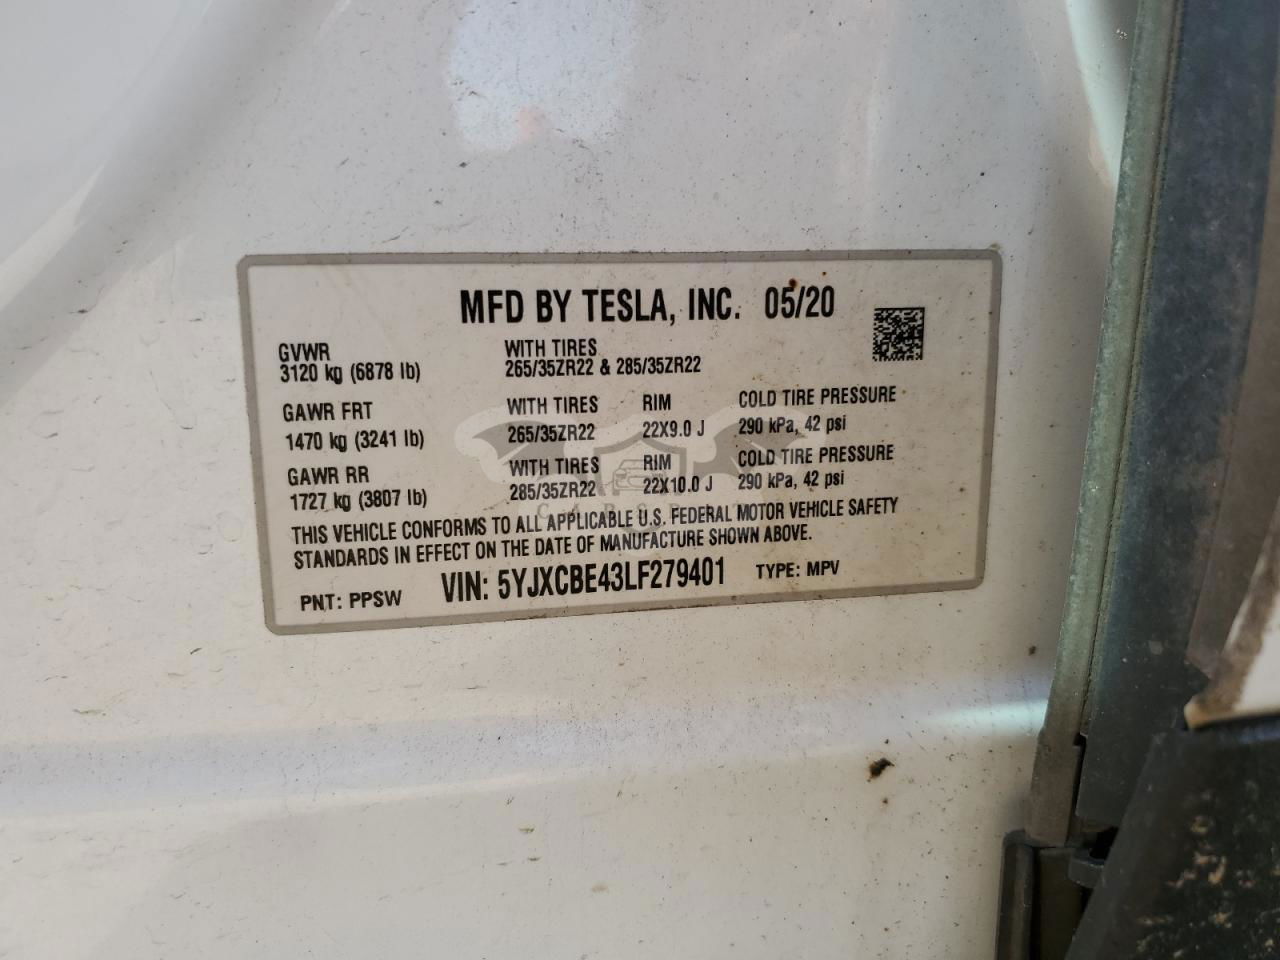 MFD BY TESLA, INC. 05/20
GVWR
3120 kg (6878 lb)
WITH TIRES
265/35ZR22 & 285/35ZR22
GAWR FRT WITH TIRES RIM COLD TIRE PRESSURE
1470 kg (3241 lb) 265/35ZR22 22X9.0 J 290 kPa, 42 psi
GAWR RR WITH TIRES RIM COLD TIRE PRESSURE
1727 kg (3807 lb) 285/35ZR22 22X10.0 J 290 kPa, 42 psi
THIS VEHICLE CONFORMS TO ALL APPLICABLE U.S. FEDERAL MOTOR VEHICLE SAFETY
STANDARDS IN EFFECT ON THE DATE OF MANUFACTURE SHOWN ABOVE.
PNT: PPSW VIN: 5YJXCBE43LF279401 TYPE: MPV